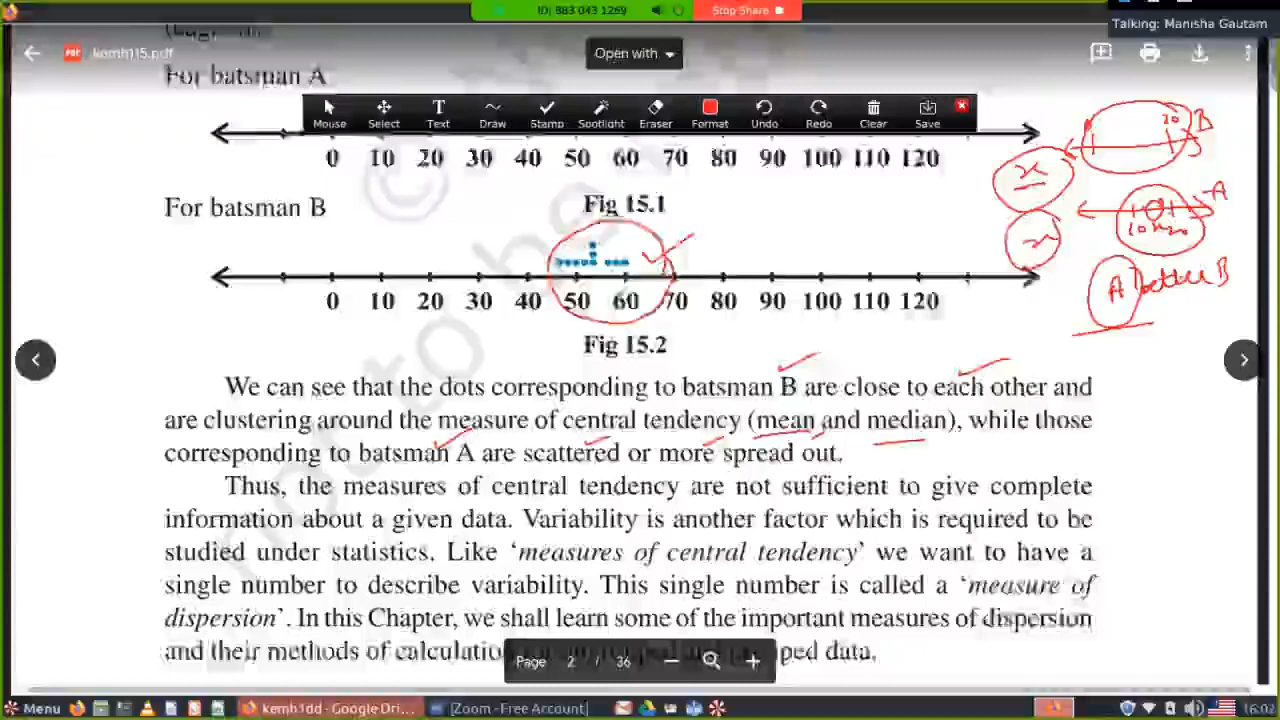 ID: 883 043 1269 Stop Share
Talking: Manisha Gautam
kemh115.pdf Open with
For batsman A
Mouse Select Text Draw Stamp Spotlight Eraser Format Undo Redo Clear Save
0 10 20 30 40 50 60 70 80 90 100 110 120
For batsman B
Fig 15.1
0 10 20 30 40 50 60 70 80 90 100 110 120
Fig 15.2
20 B
A
A better B
We can see that the dots corresponding to batsman B are close to each other and
are clustering around the measure of central tendency (mean and median), while those
corresponding to batsman A are scattered or more spread out.
Thus, the measures of central tendency are not sufficient to give complete
information about a given data. Variability is another factor which is required to be
studied under statistics. Like ‘measures of central tendency’ we want to have a
single number to describe variability. This single number is called a ‘measure of
dispersion’. In this Chapter, we shall learn some of the important measures of dispersion
and their methods of calculation data.
Page 2 / 36
Menu kemh1dd - Google Dri... [Zoom - Free Account] 16:02